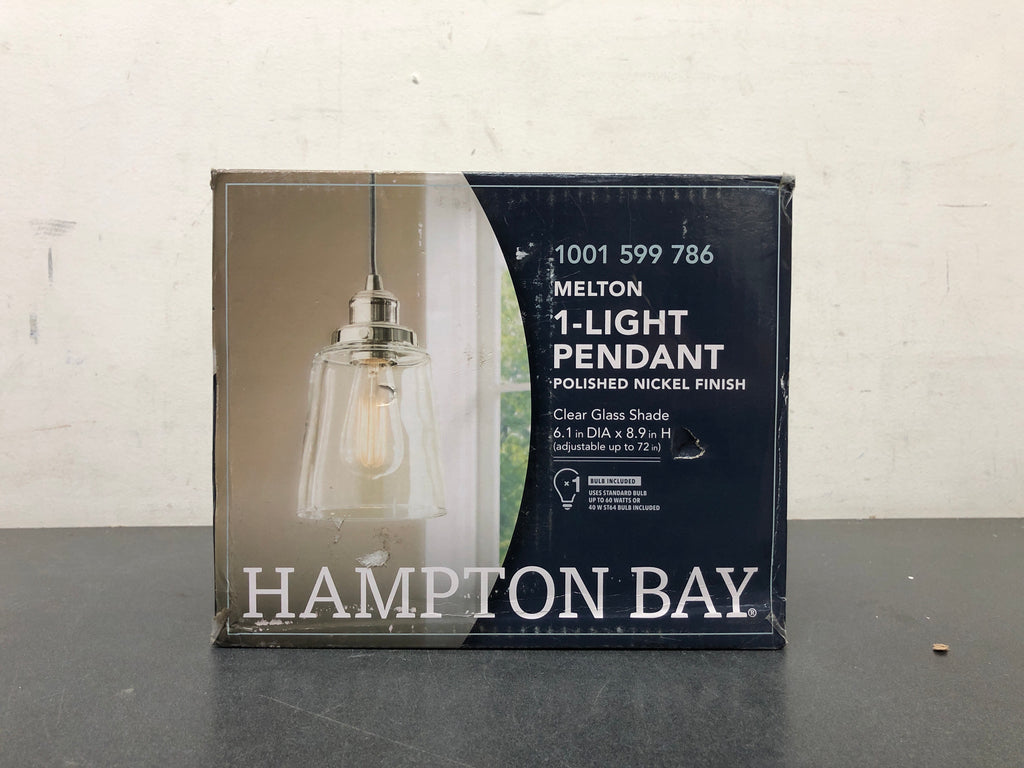 1001 599 786
MELTON
1-LIGHT
PENDANT
POLISHED NICKEL FINISH
Clear Glass Shade
6.1 in DIA x 8.9 in H
(adjustable up to 72 in)
x1
BULB INCLUDED
USES STANDARD BULB
UP TO 60 WATTS OR
40 W ST64 BULB INCLUDED
HAMPTON BAY®